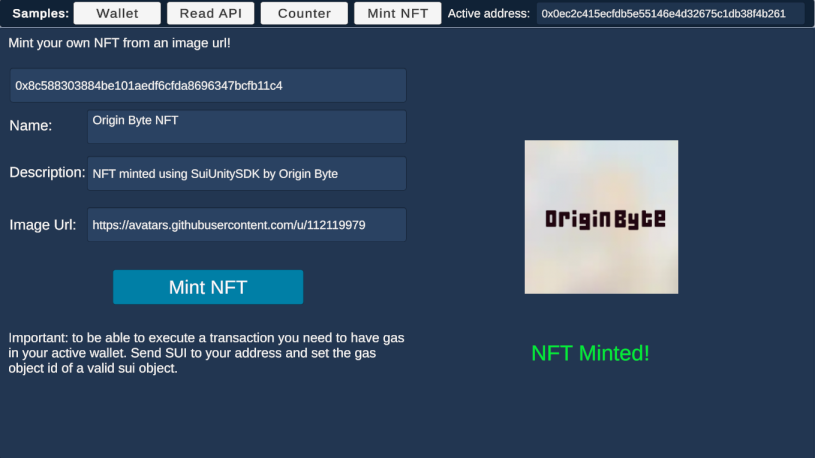 Samples: Wallet Read API Counter Mint NFT Active address: 0x0ec2c415ecfdb5e55146e4d32675c1db38f4b261
Mint your own NFT from an image url!
0x8c588303884be101aedf6cfda8696347bcfb11c4
Name: Origin Byte NFT
Description: NFT minted using SuiUnitySDK by Origin Byte
Image Url: https://avatars.githubusercontent.com/u/112119979
OriginByte
Mint NFT
Important: to be able to execute a transaction you need to have gas
in your active wallet. Send SUI to your address and set the gas
object id of a valid sui object.
NFT Minted!